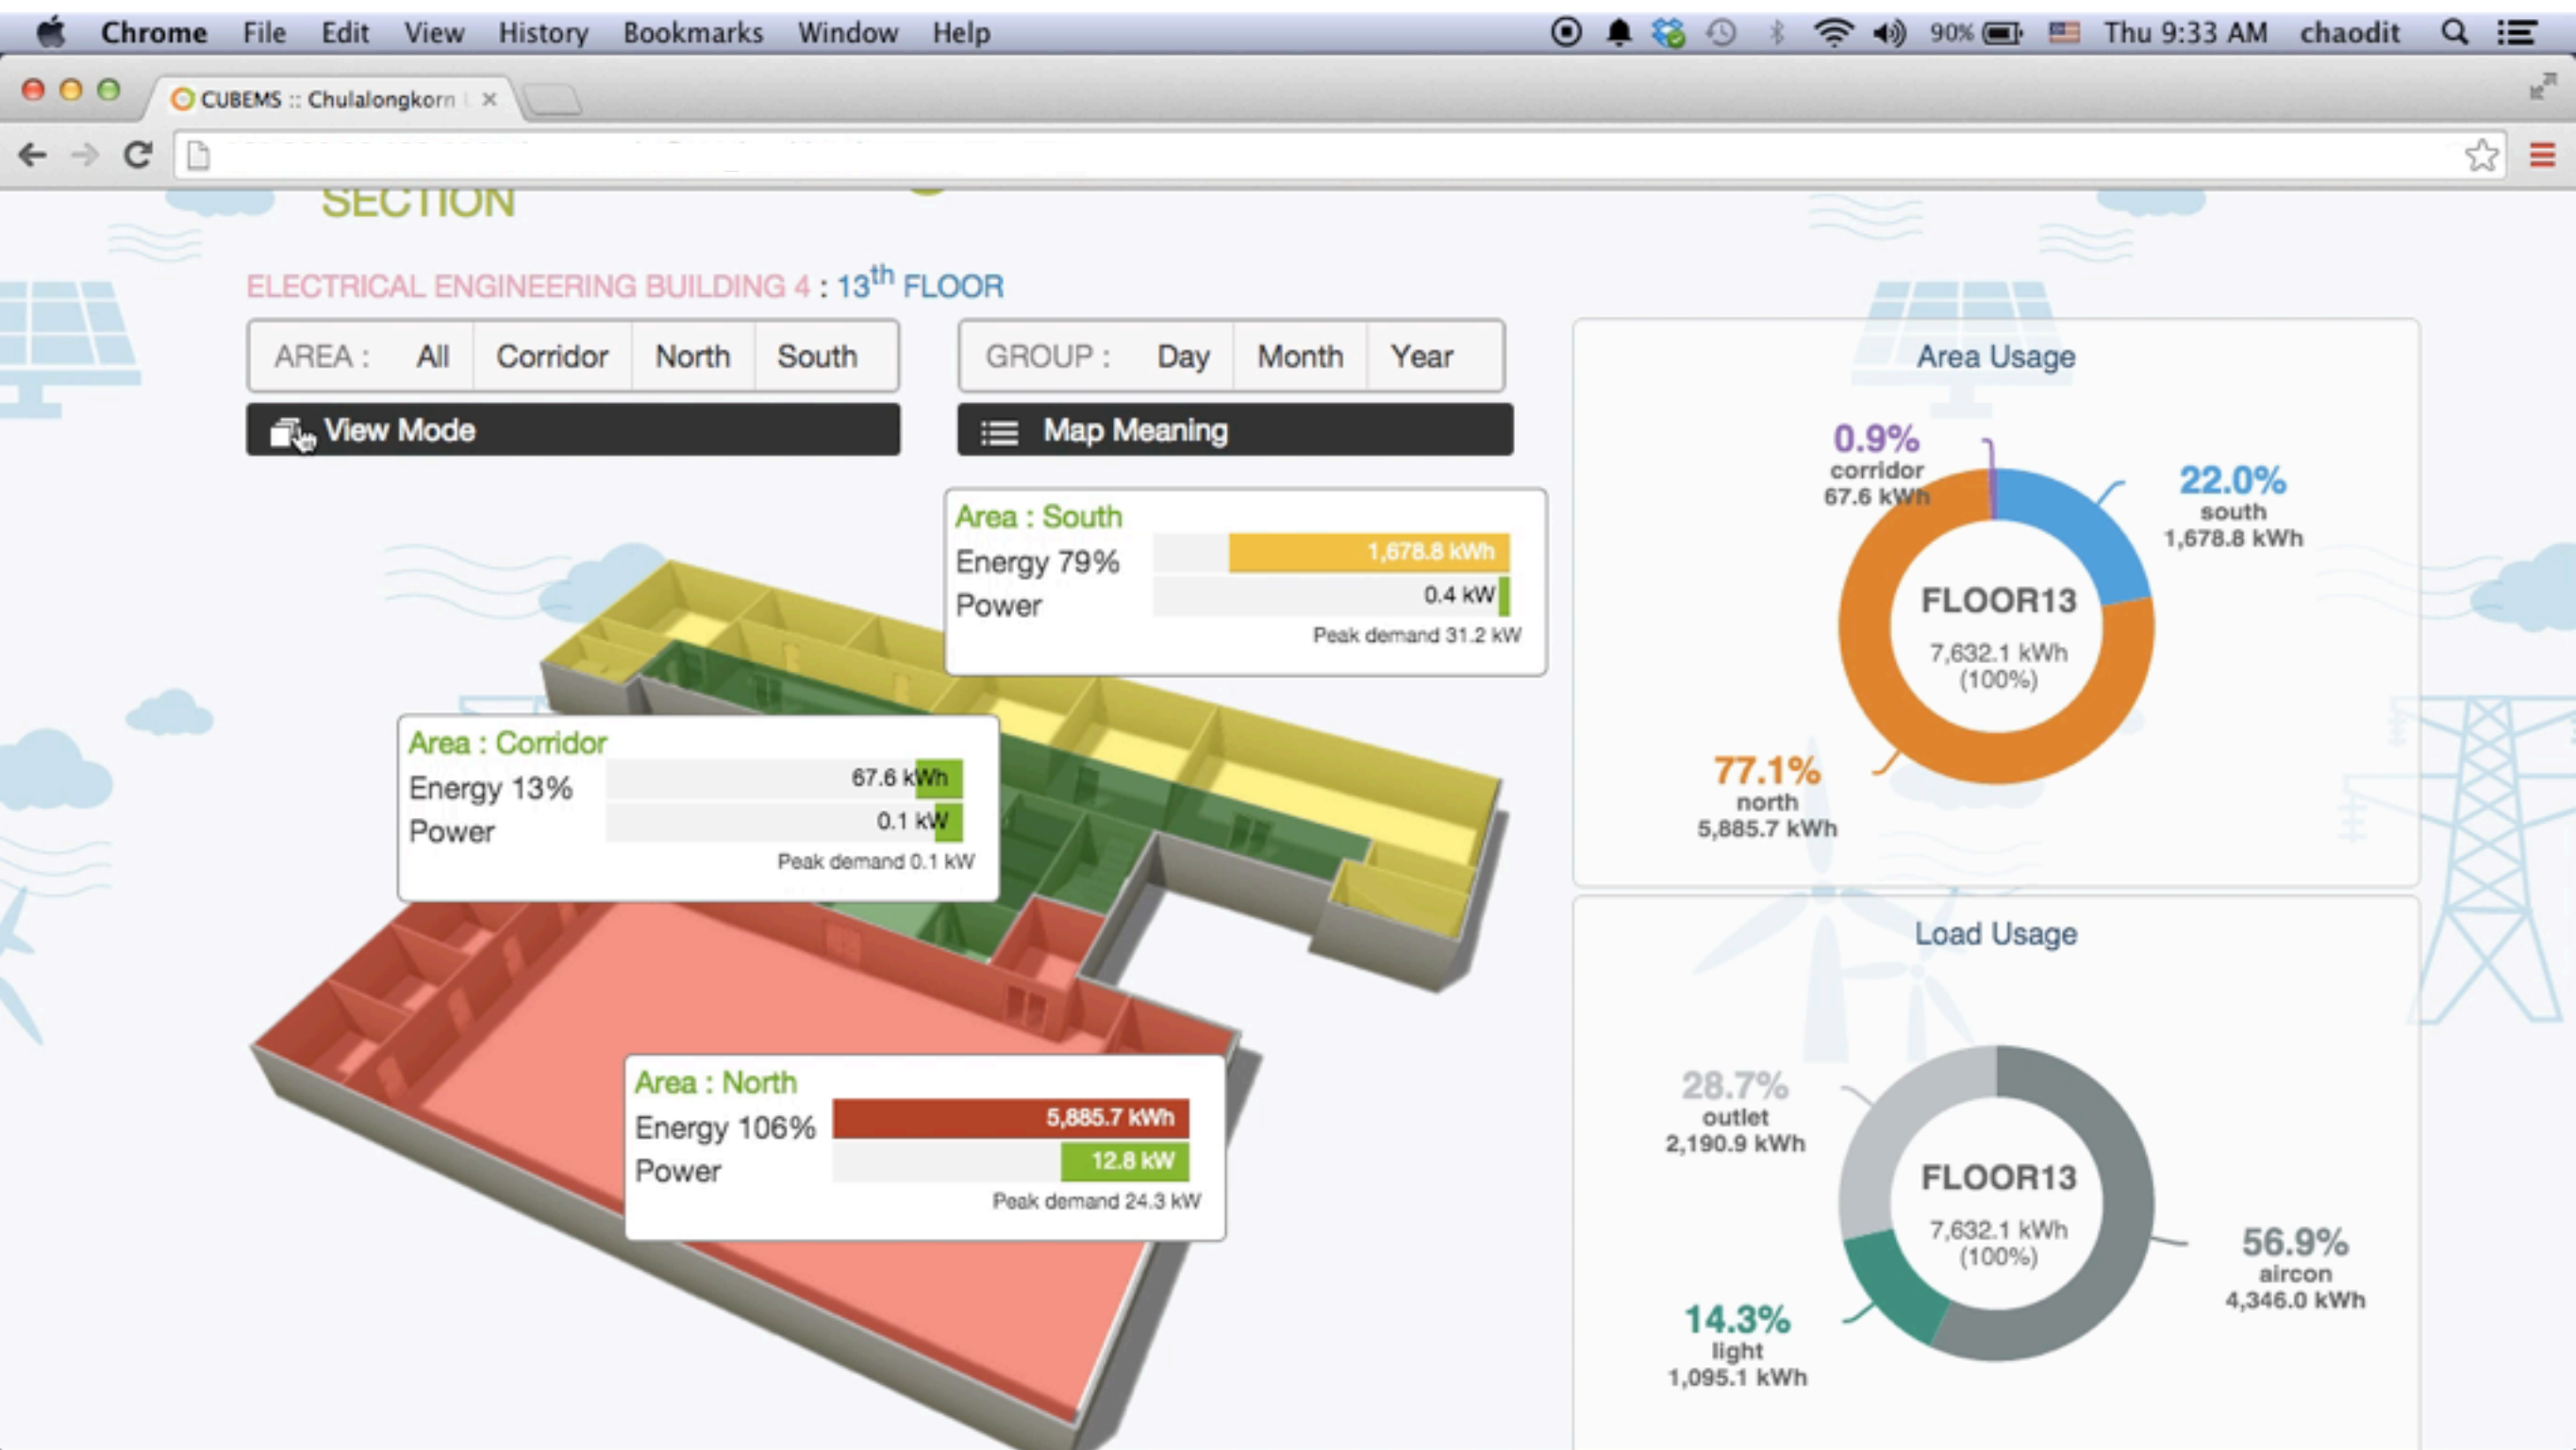 Chrome File Edit View History Bookmarks Window Help 90% Thu 9:33 AM chaodit
CUBEMS :: Chulalongkorn
SECTION
ELECTRICAL ENGINEERING BUILDING 4 : 13th FLOOR
AREA : All Corridor North South
GROUP : Day Month Year
View Mode
Map Meaning
Area : South
Energy 79% 1,678.8 kWh
Power 0.4 kW
Peak demand 31.2 kW
Area : Corridor
Energy 13% 67.6 kWh
Power 0.1 kW
Peak demand 0.1 kW
Area : North
Energy 106% 5,885.7 kWh
Power 12.8 kW
Peak demand 24.3 kW
Area Usage
0.9%
corridor
67.6 kWh
22.0%
south
1,678.8 kWh
FLOOR13
7,632.1 kWh
(100%)
77.1%
north
5,885.7 kWh
Load Usage
28.7%
outlet
2,190.9 kWh
FLOOR13
7,632.1 kWh
(100%)
56.9%
aircon
4,346.0 kWh
14.3%
light
1,095.1 kWh